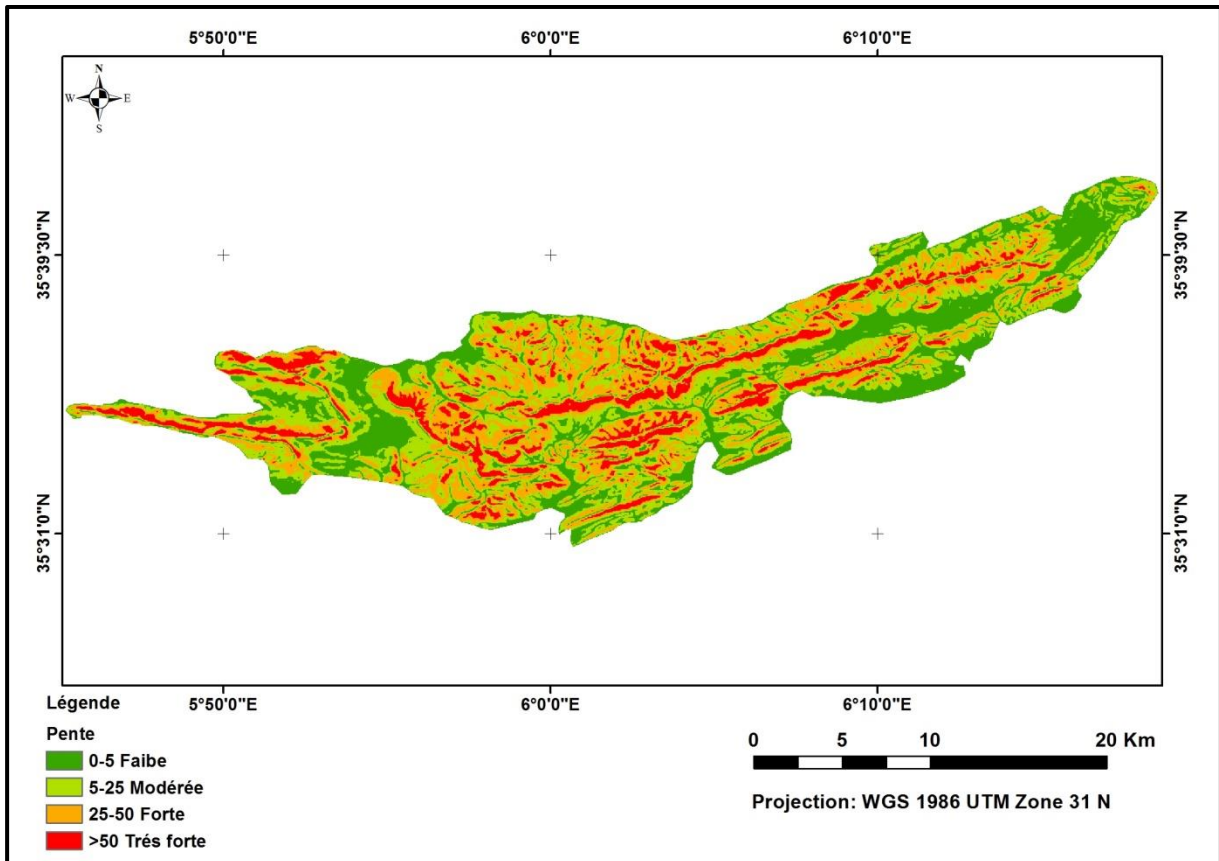 5°50'0"E 6°0'0"E 6°10'0"E
N
W E
S
35°39'30"N 35°39'30"N
35°31'0"N 35°31'0"N
5°50'0"E 6°0'0"E 6°10'0"E
Légende
Pente
0-5 Faibe
5-25 Modérée
25-50 Forte
>50 Trés forte
0 5 10 20 Km
Projection: WGS 1986 UTM Zone 31 N